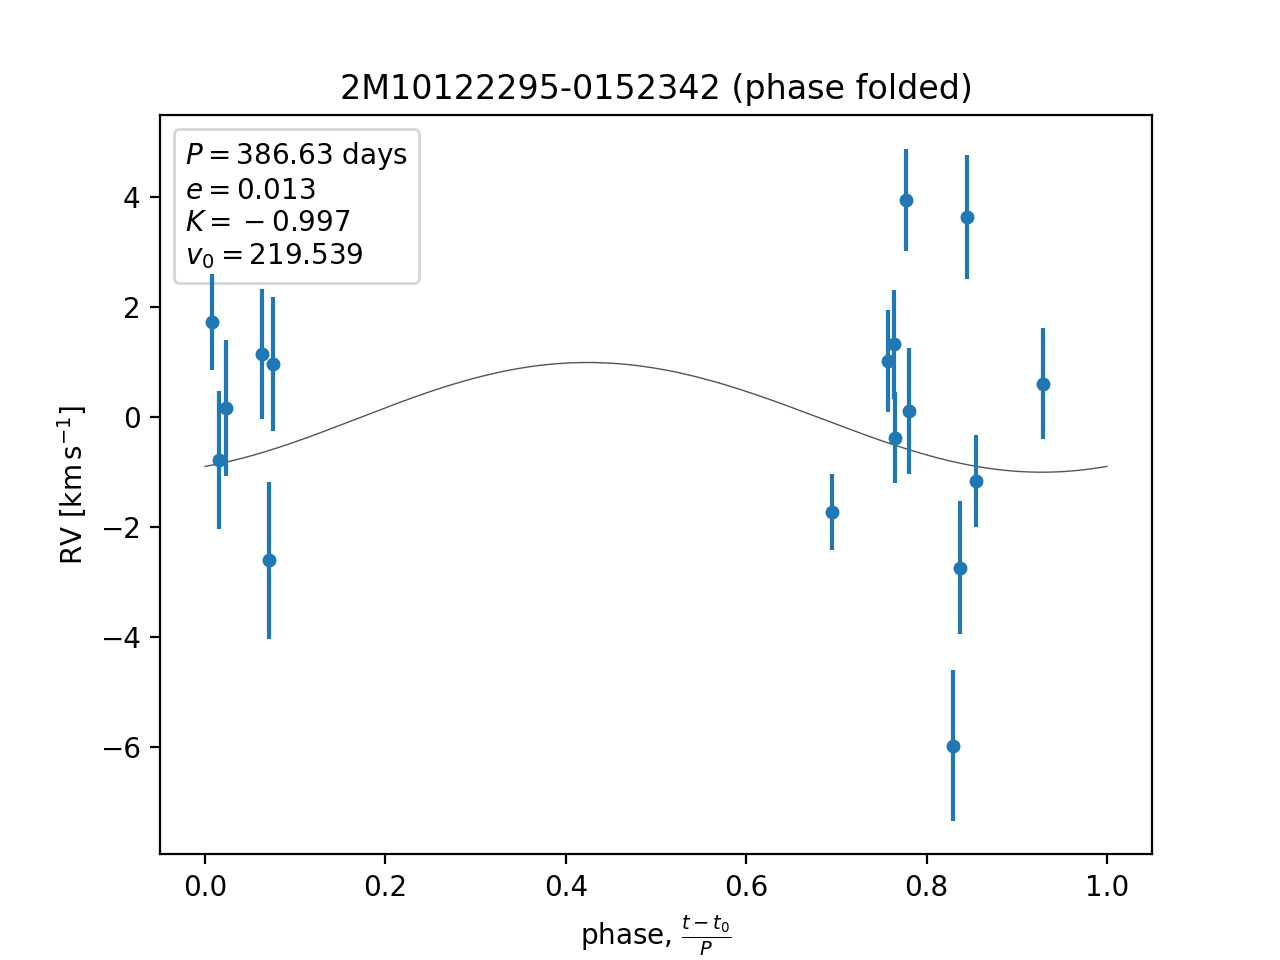 2M10122295-0152342 (phase folded)
P = 386.63 days
e = 0.013
K = −0.997
v₀ = 219.539
4
2
0
−2
−4
−6
RV [km s⁻¹]
0.0 0.2 0.4 0.6 0.8 1.0
phase, (t − t₀)/P